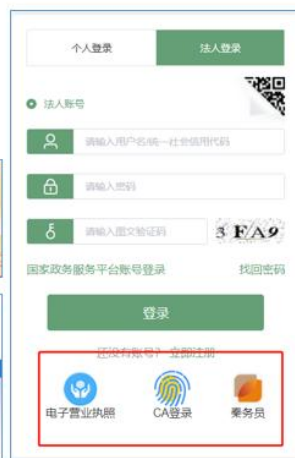 个人登录 法人登录
法人账号
请输入用户名/统一社会信用代码
请输入密码
请输入图文验证码 3 F A 9
国家政务服务平台账号登录 找回密码
登录
还没有账号？ 立即注册
电子营业执照 CA登录 秦务员